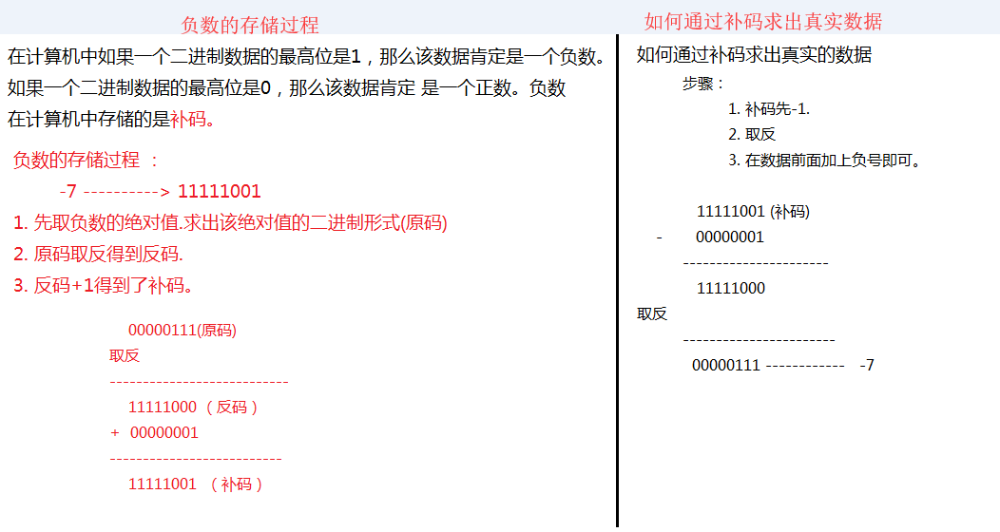 负数的存储过程
在计算机中如果一个二进制数据的最高位是1，那么该数据肯定是一个负数。
如果一个二进制数据的最高位是0，那么该数据肯定 是一个正数。负数
在计算机中存储的是补码。
负数的存储过程 ：
-7 ----------> 11111001
1. 先取负数的绝对值.求出该绝对值的二进制形式(原码)
2. 原码取反得到反码.
3. 反码+1得到了补码。
00000111(原码)
取反
---------------------------
11111000 （ 反码 ）
+ 00000001
--------------------------
11111001 （ 补码 ）
如何通过补码求出真实数据
如何通过补码求出真实的数据
步骤：
1. 补码先-1.
2. 取反
3. 在数据前面加上负号即可。
11111001 (补码)
- 00000001
----------------------
11111000
取反
-----------------------
00000111 ------------ -7